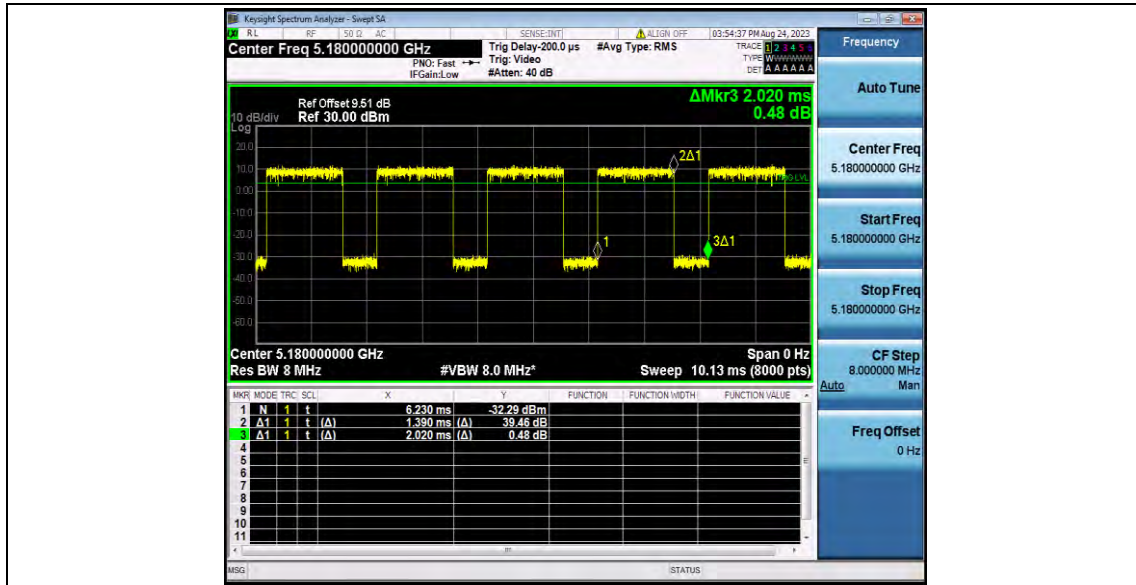 Keysight Spectrum Analyzer - Swept SA
RL RF 50 Ω AC SENSE:INT ALIGN OFF 03:54:37 PM Aug 24, 2023
Center Freq 5.180000000 GHz Trig Delay-200.0 µs #Avg Type: RMS TRACE 1 2 3 4 5 6
PNO: Fast Trig: Video TYPE W
IFGain:Low #Atten: 40 dB DET A A A A A A
Frequency
ΔMkr3 2.020 ms
0.48 dB
Ref Offset 9.51 dB
10 dB/div Ref 30.00 dBm
Log
20.0
10.0
0.00
-10.0
-20.0
-30.0
-40.0
-50.0
-60.0
2Δ1
TRIG LVL
1
3Δ1
Center 5.180000000 GHz Span 0 Hz
Res BW 8 MHz #VBW 8.0 MHz* Sweep 10.13 ms (8000 pts)
MKR MODE TRC SCL X Y FUNCTION FUNCTION WIDTH FUNCTION VALUE
1 N 1 t 6.230 ms -32.29 dBm
2 Δ1 1 t (Δ) 1.390 ms (Δ) 39.46 dB
3 Δ1 1 t (Δ) 2.020 ms (Δ) 0.48 dB
4
5
6
7
8
9
10
11
MSG STATUS
Auto Tune
Center Freq
5.180000000 GHz
Start Freq
5.180000000 GHz
Stop Freq
5.180000000 GHz
CF Step
8.000000 MHz
Auto Man
Freq Offset
0 Hz